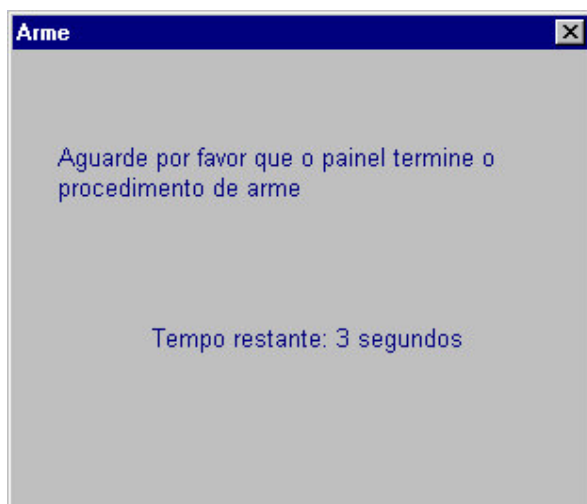 Arme
Aguarde por favor que o painel termine o
procedimento de arme
Tempo restante: 3 segundos